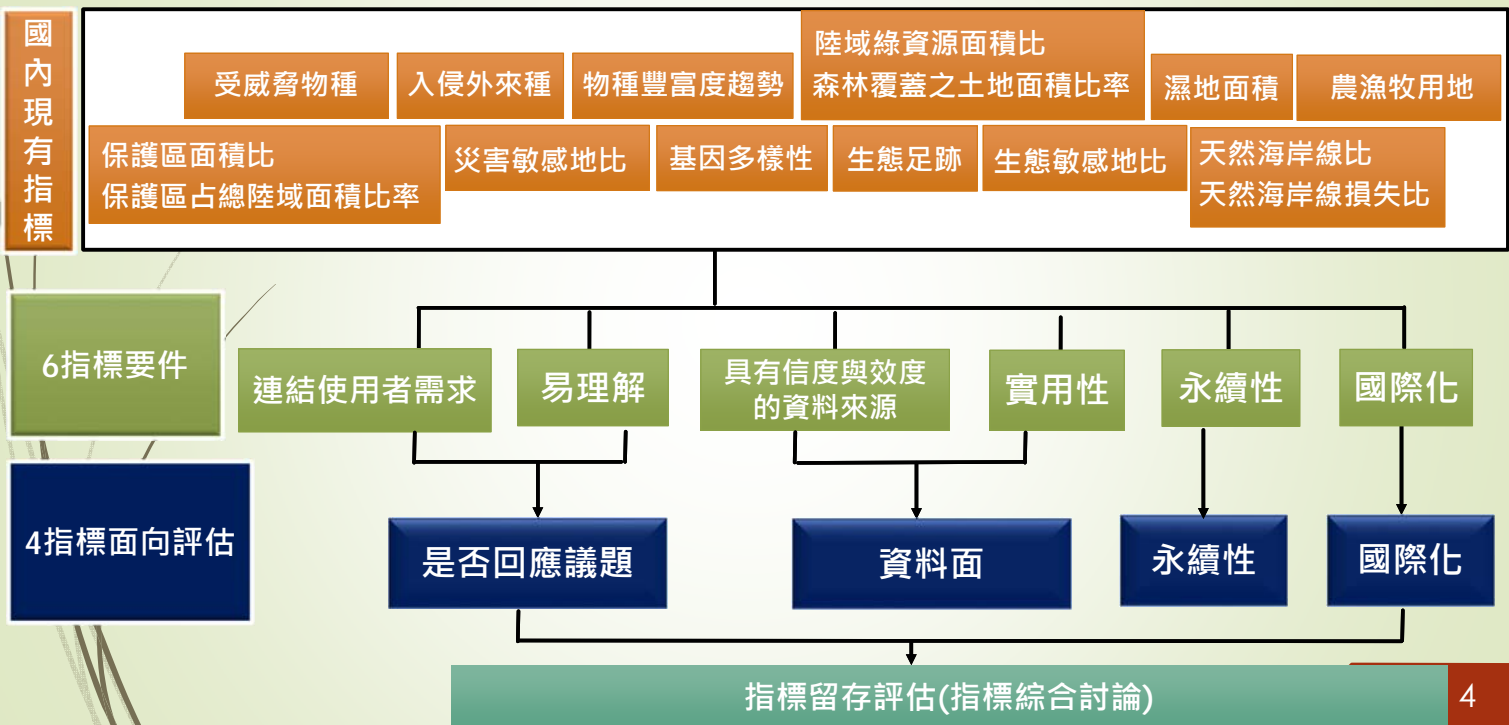 國內現有指標
受威脅物種
入侵外來種
物種豐富度趨勢
陸域綠資源面積比
森林覆蓋之土地面積比率
濕地面積
農漁牧用地
保護區面積比
保護區占總陸域面積比率
災害敏感地比
基因多樣性
生態足跡
生態敏感地比
天然海岸線比
天然海岸線損失比
6指標要件
連結使用者需求
易理解
具有信度與效度
的資料來源
實用性
永續性
國際化
4指標面向評估
是否回應議題
資料面
永續性
國際化
指標留存評估(指標綜合討論)
4